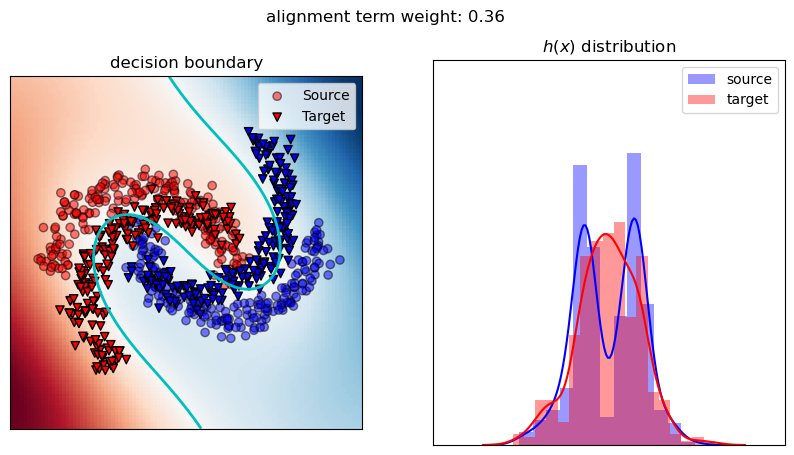 alignment term weight: 0.36
decision boundary
Source
Target
h(x) distribution
source
target